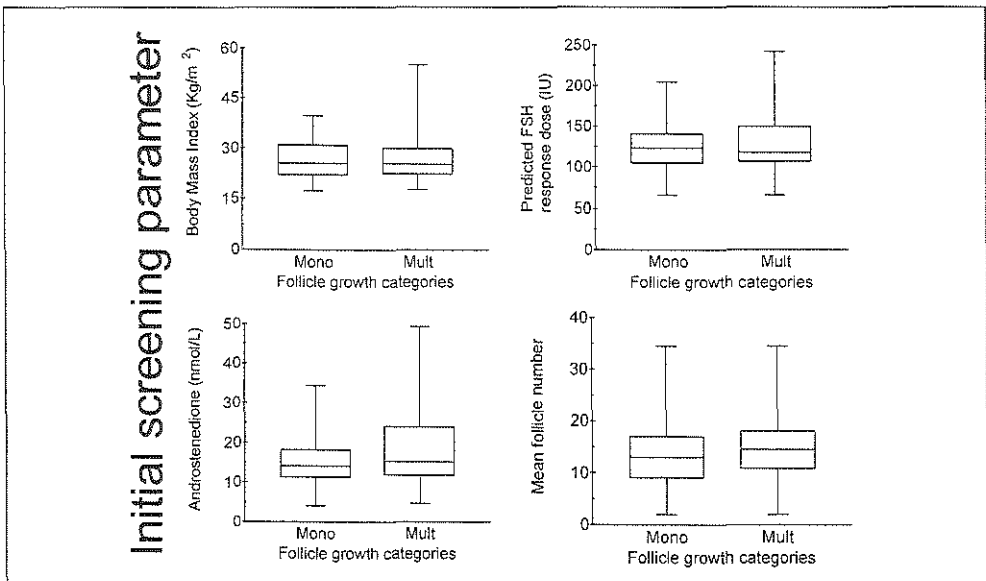 Initial screening parameter
Body Mass Index (Kg/m²)
60
45
30
15
0
Mono Mult
Follicle growth categories
Predicted FSH
response dose (IU)
250
200
150
100
50
0
Mono Mult
Follicle growth categories
Androstenedione (nmol/L)
50
40
30
20
10
0
Mono Mult
Follicle growth categories
Mean follicle number
40
30
20
10
0
Mono Mult
Follicle growth categories